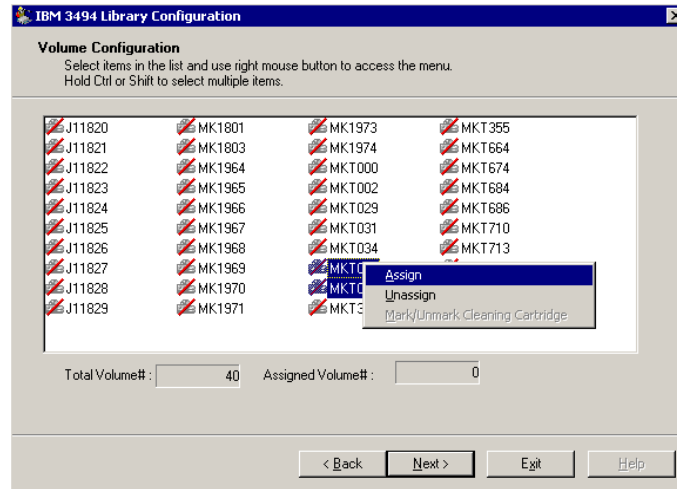 IBM 3494 Library Configuration
Volume Configuration
Select items in the list and use right mouse button to access the menu.
Hold Ctrl or Shift to select multiple items.
J11820 MK1801 MK1973 MKT355
J11821 MK1803 MK1974 MKT664
J11822 MK1964 MKT000 MKT674
J11823 MK1965 MKT002 MKT684
J11824 MK1966 MKT029 MKT686
J11825 MK1967 MKT031 MKT710
J11826 MK1968 MKT034 MKT713
J11827 MK1969
J11828 MK1970
J11829 MK1971
Assign
Unassign
Mark/Unmark Cleaning Cartridge
Total Volume# : 40 Assigned Volume# : 0
< Back Next > Exit Help